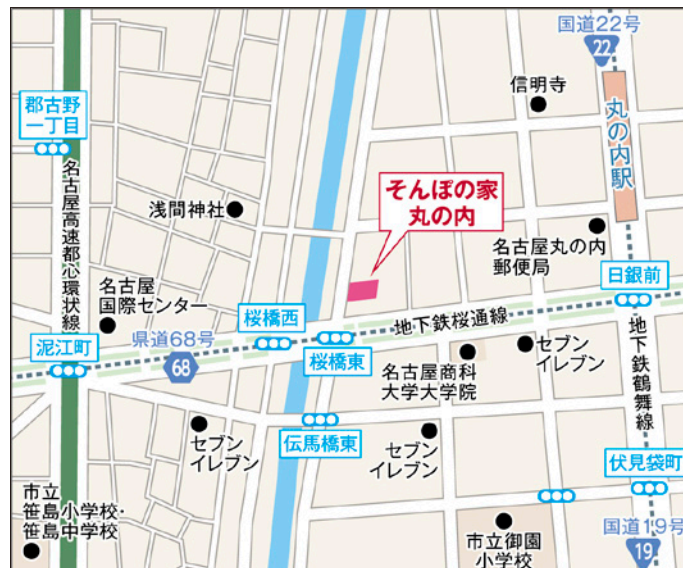 国道22号
22
郡古野
一丁目
信明寺
丸の内駅
名古屋高速都心環状線
そんぽの家
丸の内
浅間神社
名古屋丸の内
郵便局
名古屋
国際センター
日銀前
桜橋西
地下鉄桜通線
県道68号
泥江町
68
桜橋東
セブン
イレブン
名古屋商科
大学大学院
地下鉄鶴舞線
伝馬橋東
セブン
イレブン
セブン
イレブン
伏見袋町
市立
笹島小学校・
笹島中学校
市立御園
小学校
国道19号
19